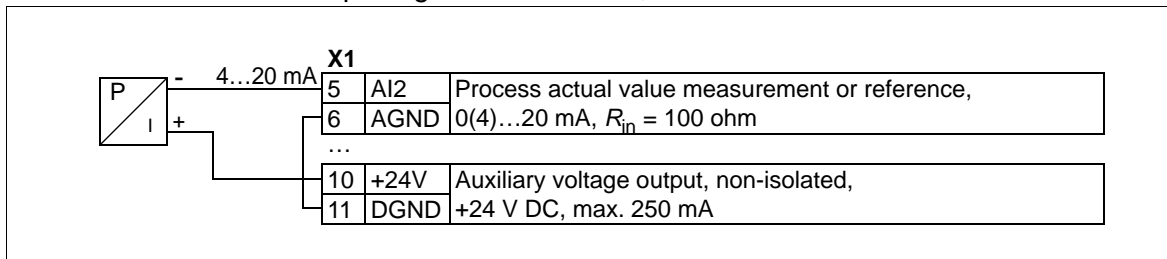 X1
- 4…20 mA
P
I
+
5 AI2 Process actual value measurement or reference,
6 AGND 0(4)…20 mA, Rin = 100 ohm
…
10 +24V Auxiliary voltage output, non-isolated,
11 DGND +24 V DC, max. 250 mA